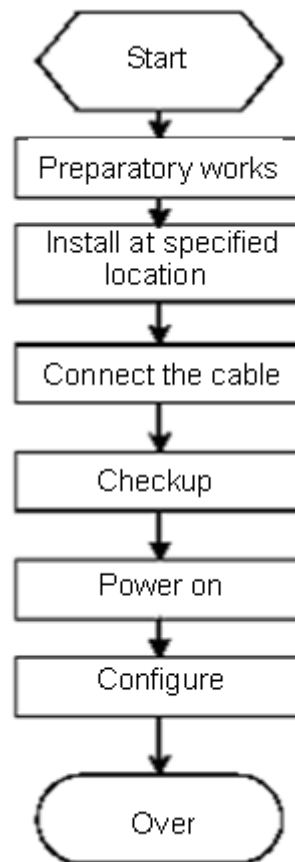 Start
Preparatory works
Install at specified
location
Connect the cable
Checkup
Power on
Configure
Over